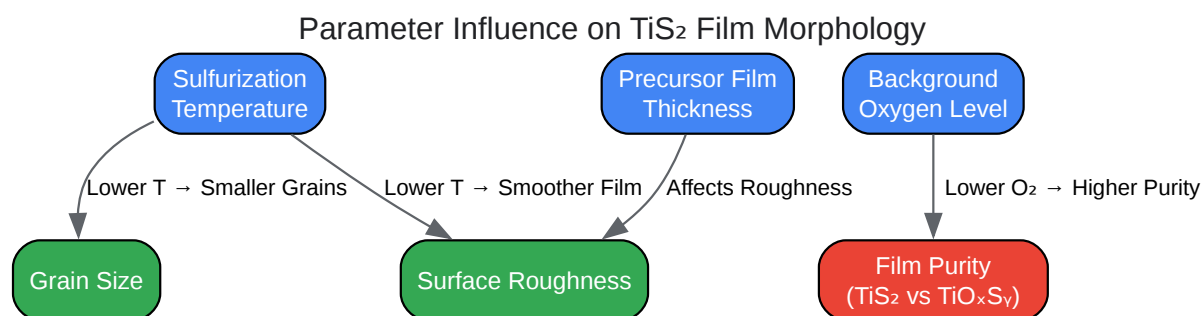 Parameter Influence on TiS₂ Film Morphology
Sulfurization
Temperature
Precursor Film
Thickness
Background
Oxygen Level
Lower T → Smaller Grains
Lower T → Smoother Film
Affects Roughness
Lower O₂ → Higher Purity
Grain Size
Surface Roughness
Film Purity
(TiS₂ vs TiOₓSᵧ)